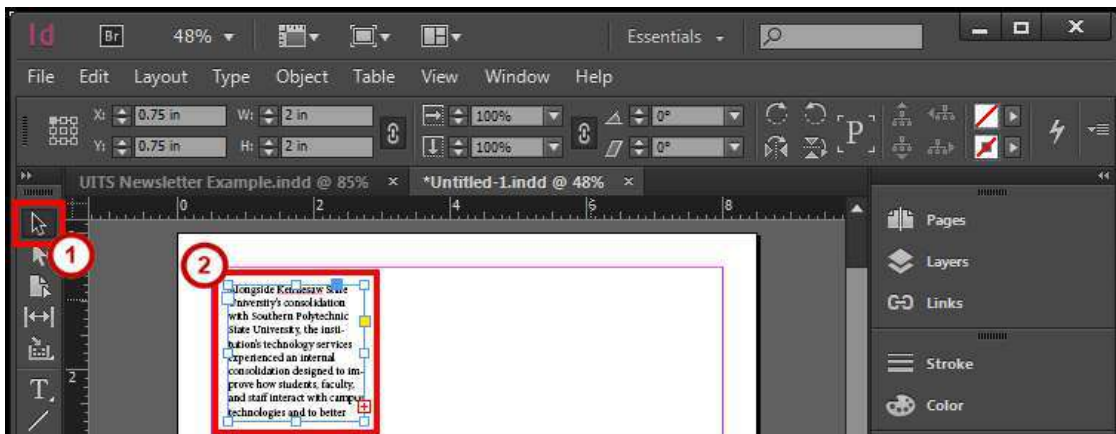 Id Br 48% Essentials
File Edit Layout Type Object Table View Window Help
X: 0.75 in W: 2 in 100% 0°
P
Y: 0.75 in H: 2 in 100% 0°
UITS Newsletter Example.indd @ 85% × *Untitled-1.indd @ 48% ×
0 2 4 6 8
1
2
Alongside Kennesaw State
University's consolidation
with Southern Polytechnic
State University, the insti-
tution's technology services
experienced an internal
consolidation designed to im-
prove how students, faculty,
and staff interact with campus
technologies and to better
T
2
Pages
Layers
Links
Stroke
Color